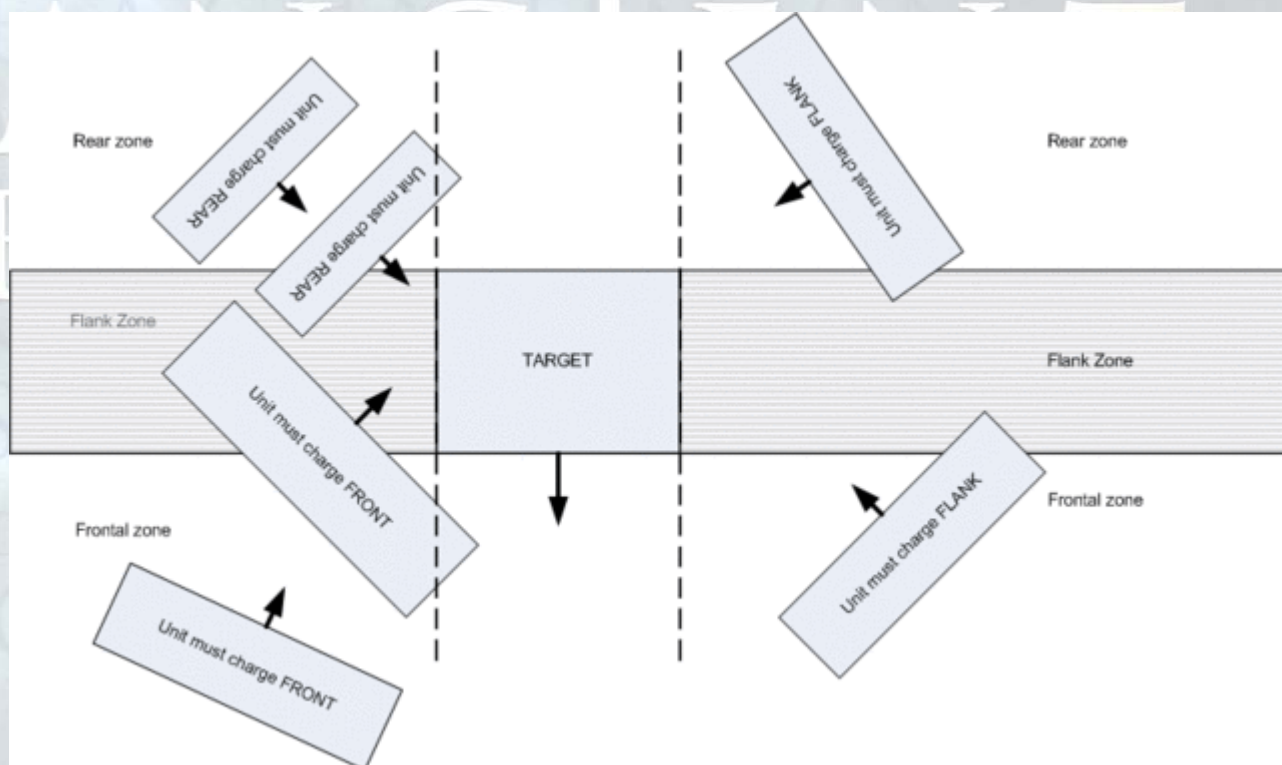 Unit must charge FLANK
Rear zone
Unit must charge REAR
Rear zone
Unit must charge REAR
Flank Zone
TARGET
Flank Zone
Unit must charge FRONT
Unit must charge FLANK
Frontal zone
Frontal zone
Unit must charge FRONT